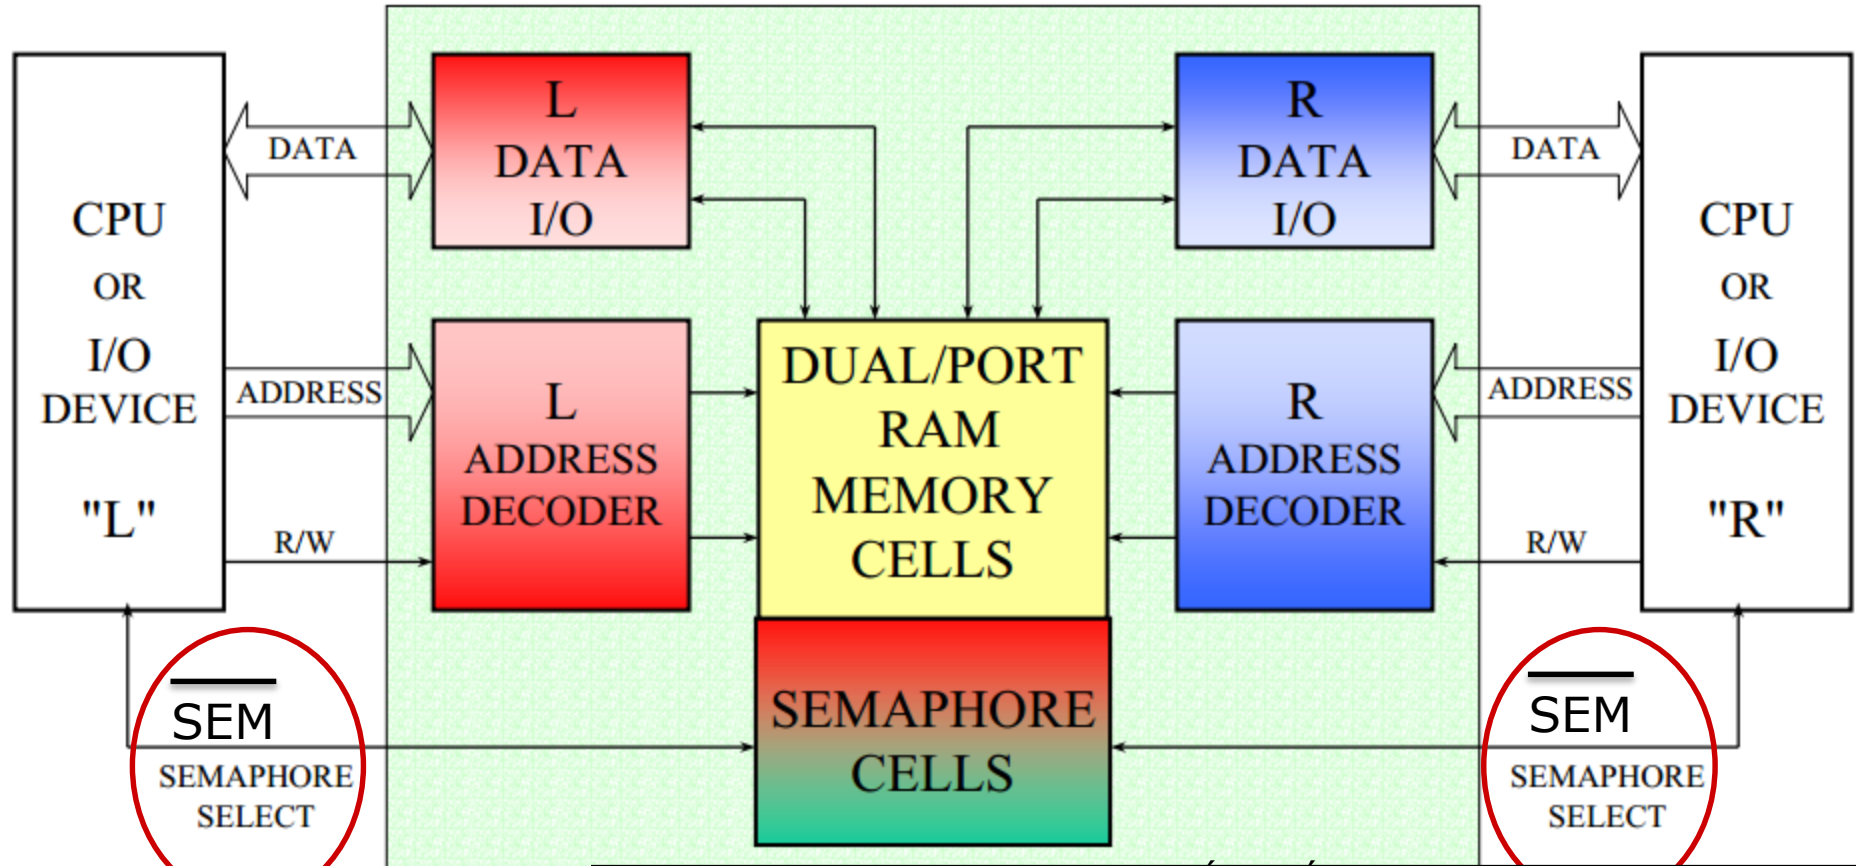 CPU
OR
I/O
DEVICE
"L"
DATA
ADDRESS
R/W
SEM
SEMAPHORE
SELECT
L
DATA
I/O
L
ADDRESS
DECODER
DUAL/PORT
RAM
MEMORY
CELLS
SEMAPHORE
CELLS
R
DATA
I/O
R
ADDRESS
DECODER
DATA
ADDRESS
R/W
SEM
SEMAPHORE
SELECT
CPU
OR
I/O
DEVICE
"R"